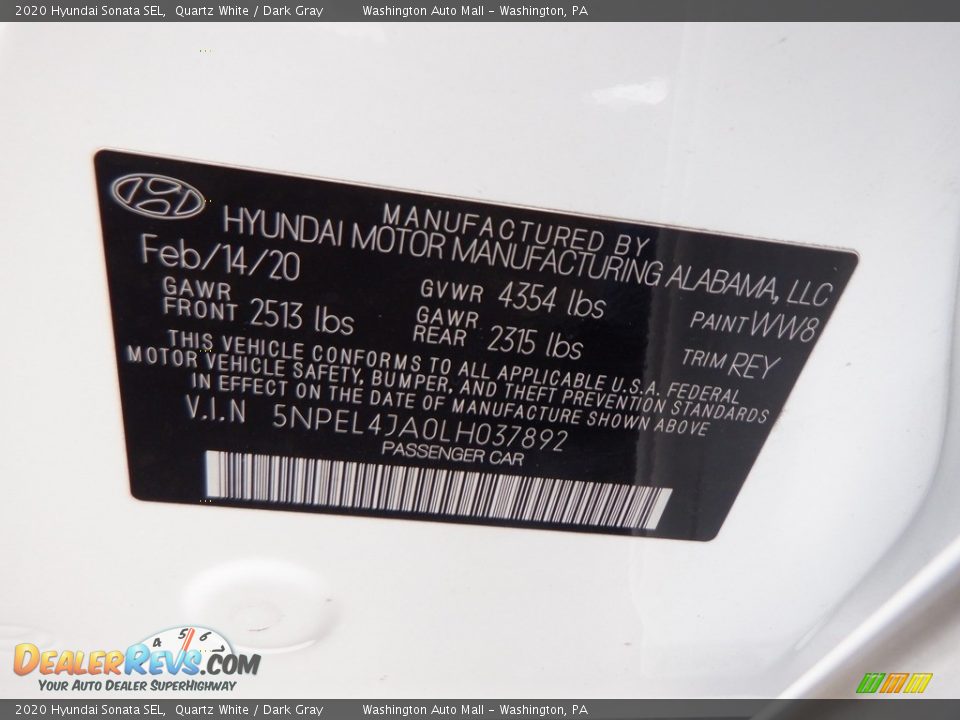 2020 Hyundai Sonata SEL, Quartz White / Dark Gray Washington Auto Mall - Washington, PA
MANUFACTURED BY
HYUNDAI MOTOR MANUFACTURING ALABAMA, LLC
Feb/14/20
GVWR 4354 lbs
PAINT WW8
GAWR
FRONT 2513 lbs
GAWR
REAR 2315 lbs
TRIM REY
THIS VEHICLE CONFORMS TO ALL APPLICABLE U.S.A. FEDERAL
MOTOR VEHICLE SAFETY, BUMPER, AND THEFT PREVENTION STANDARDS
IN EFFECT ON THE DATE OF MANUFACTURE SHOWN ABOVE
V.I.N 5NPEL4JA0LH037892
PASSENGER CAR
4 5 6
DEALERREVS.COM
YOUR AUTO DEALER SUPERHIGHWAY
2020 Hyundai Sonata SEL, Quartz White / Dark Gray Washington Auto Mall - Washington, PA